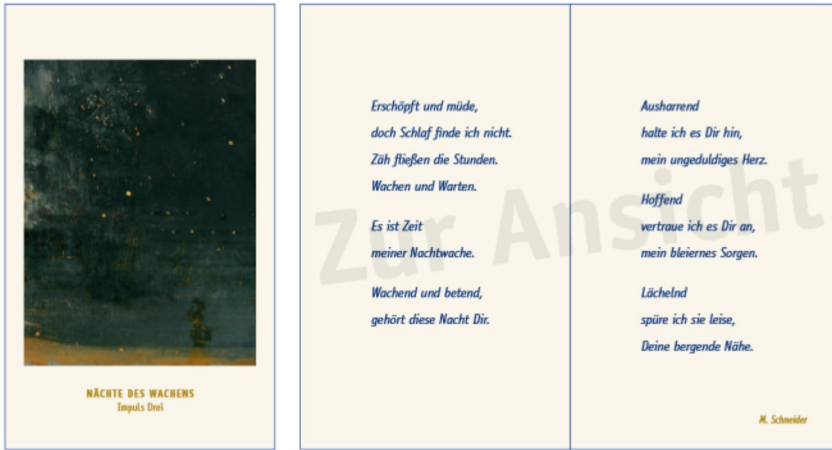 NÄCHTE DES WACHENS
Impuls Drei
Erschöpft und müde,
doch Schlaf finde ich nicht.
Zäh fließen die Stunden.
Wachen und Warten.
Es ist Zeit
meiner Nachtwache.
Wachend und betend,
gehört diese Nacht Dir.
Ausharrend
halte ich es Dir hin,
mein ungeduldiges Herz.
Hoffend
vertraue ich es Dir an,
mein bleiernes Sorgen.
Lächelnd
spüre ich sie leise,
Deine bergende Nähe.
M. Schneider
Zur Ansicht